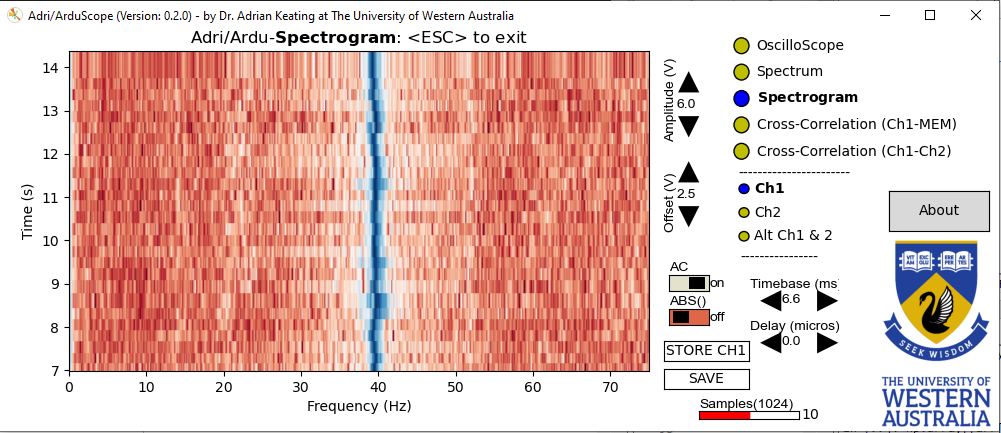 Adri/ArduScope (Version: 0.2.0) - by Dr. Adrian Keating at The University of Western Australia
Adri/Ardu-Spectrogram: <ESC> to exit
14
13
12
11
10
9
8
7
Time (s)
0 10 20 30 40 50 60 70
Frequency (Hz)
Amplitude (V)
6.0
Offset (V)
2.5
AC
on
ABS()
off
STORE CH1
SAVE
OscilloScope
Spectrum
Spectrogram
Cross-Correlation (Ch1-MEM)
Cross-Correlation (Ch1-Ch2)
-----------------------
Ch1
Ch2
Alt Ch1 & 2
----------------
Timebase (ms)
6.6
Delay (micros)
0.0
Samples(1024)
10
About
SEEK WISDOM
THE UNIVERSITY OF
WESTERN
AUSTRALIA